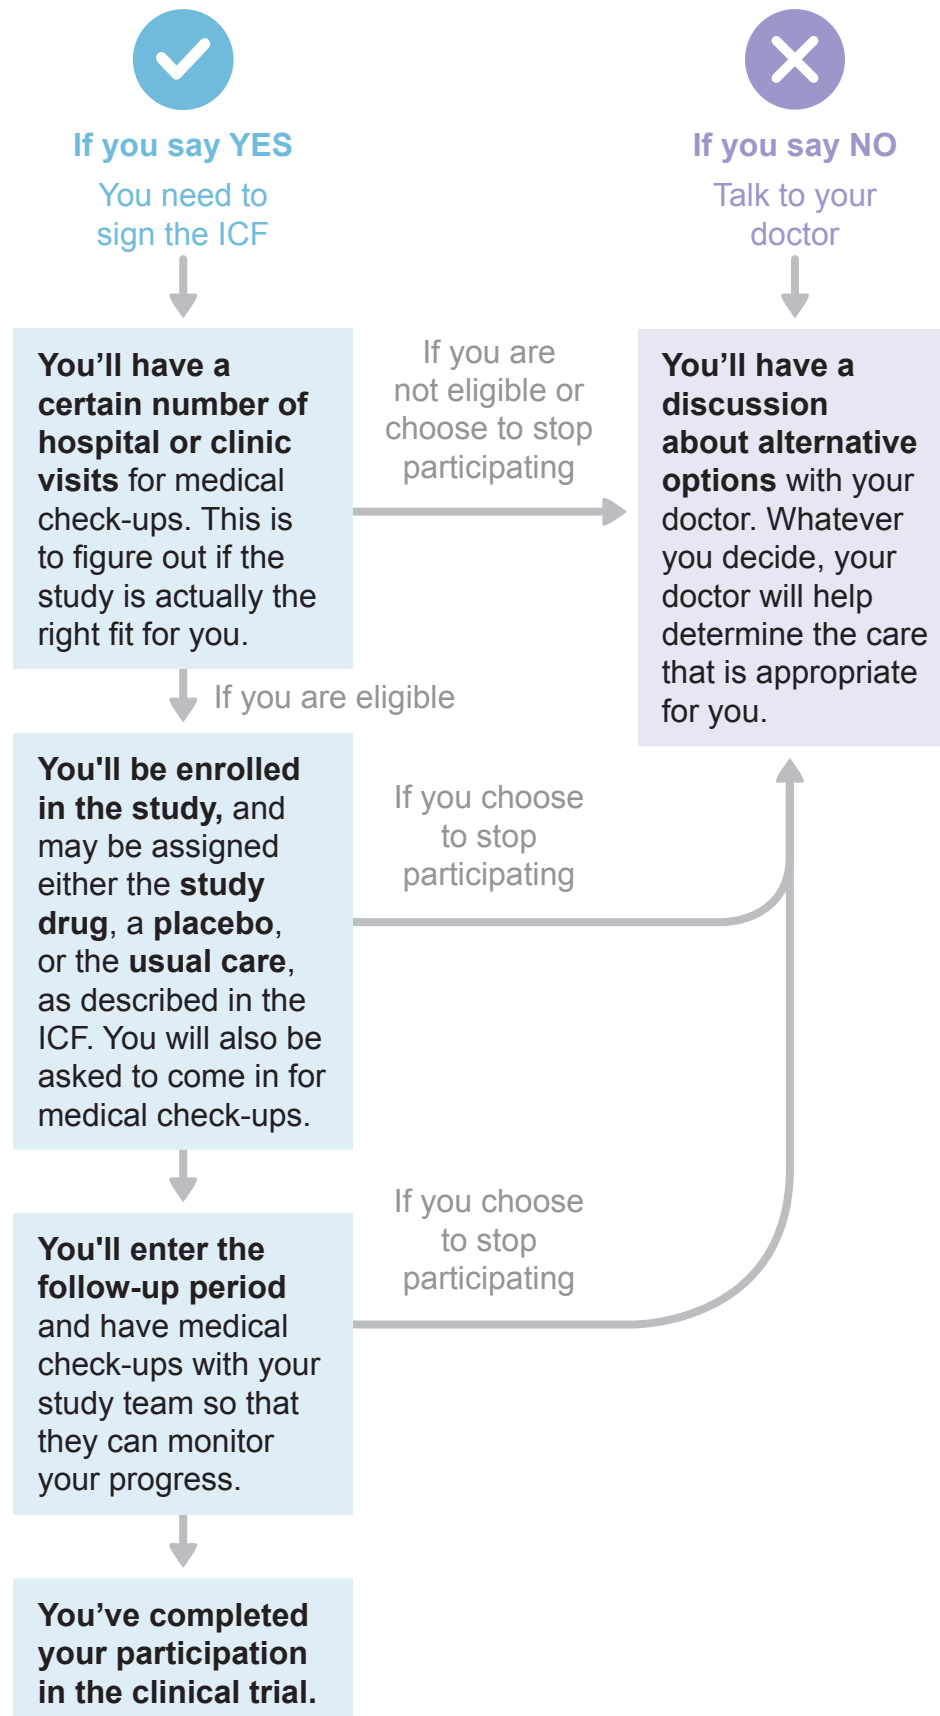 If you say YES
You need to
sign the ICF
If you say NO
Talk to your
doctor
You’ll have a
certain number of
hospital or clinic
visits for medical
check-ups. This is
to figure out if the
study is actually the
right fit for you.
If you are
not eligible or
choose to stop
participating
You’ll have a
discussion
about alternative
options with your
doctor. Whatever
you decide, your
doctor will help
determine the care
that is appropriate
for you.
If you are eligible
You'll be enrolled
in the study, and
may be assigned
either the study
drug, a placebo,
or the usual care,
as described in the
ICF. You will also be
asked to come in for
medical check-ups.
If you choose
to stop
participating
You'll enter the
follow-up period
and have medical
check-ups with your
study team so that
they can monitor
your progress.
If you choose
to stop
participating
You’ve completed
your participation
in the clinical trial.